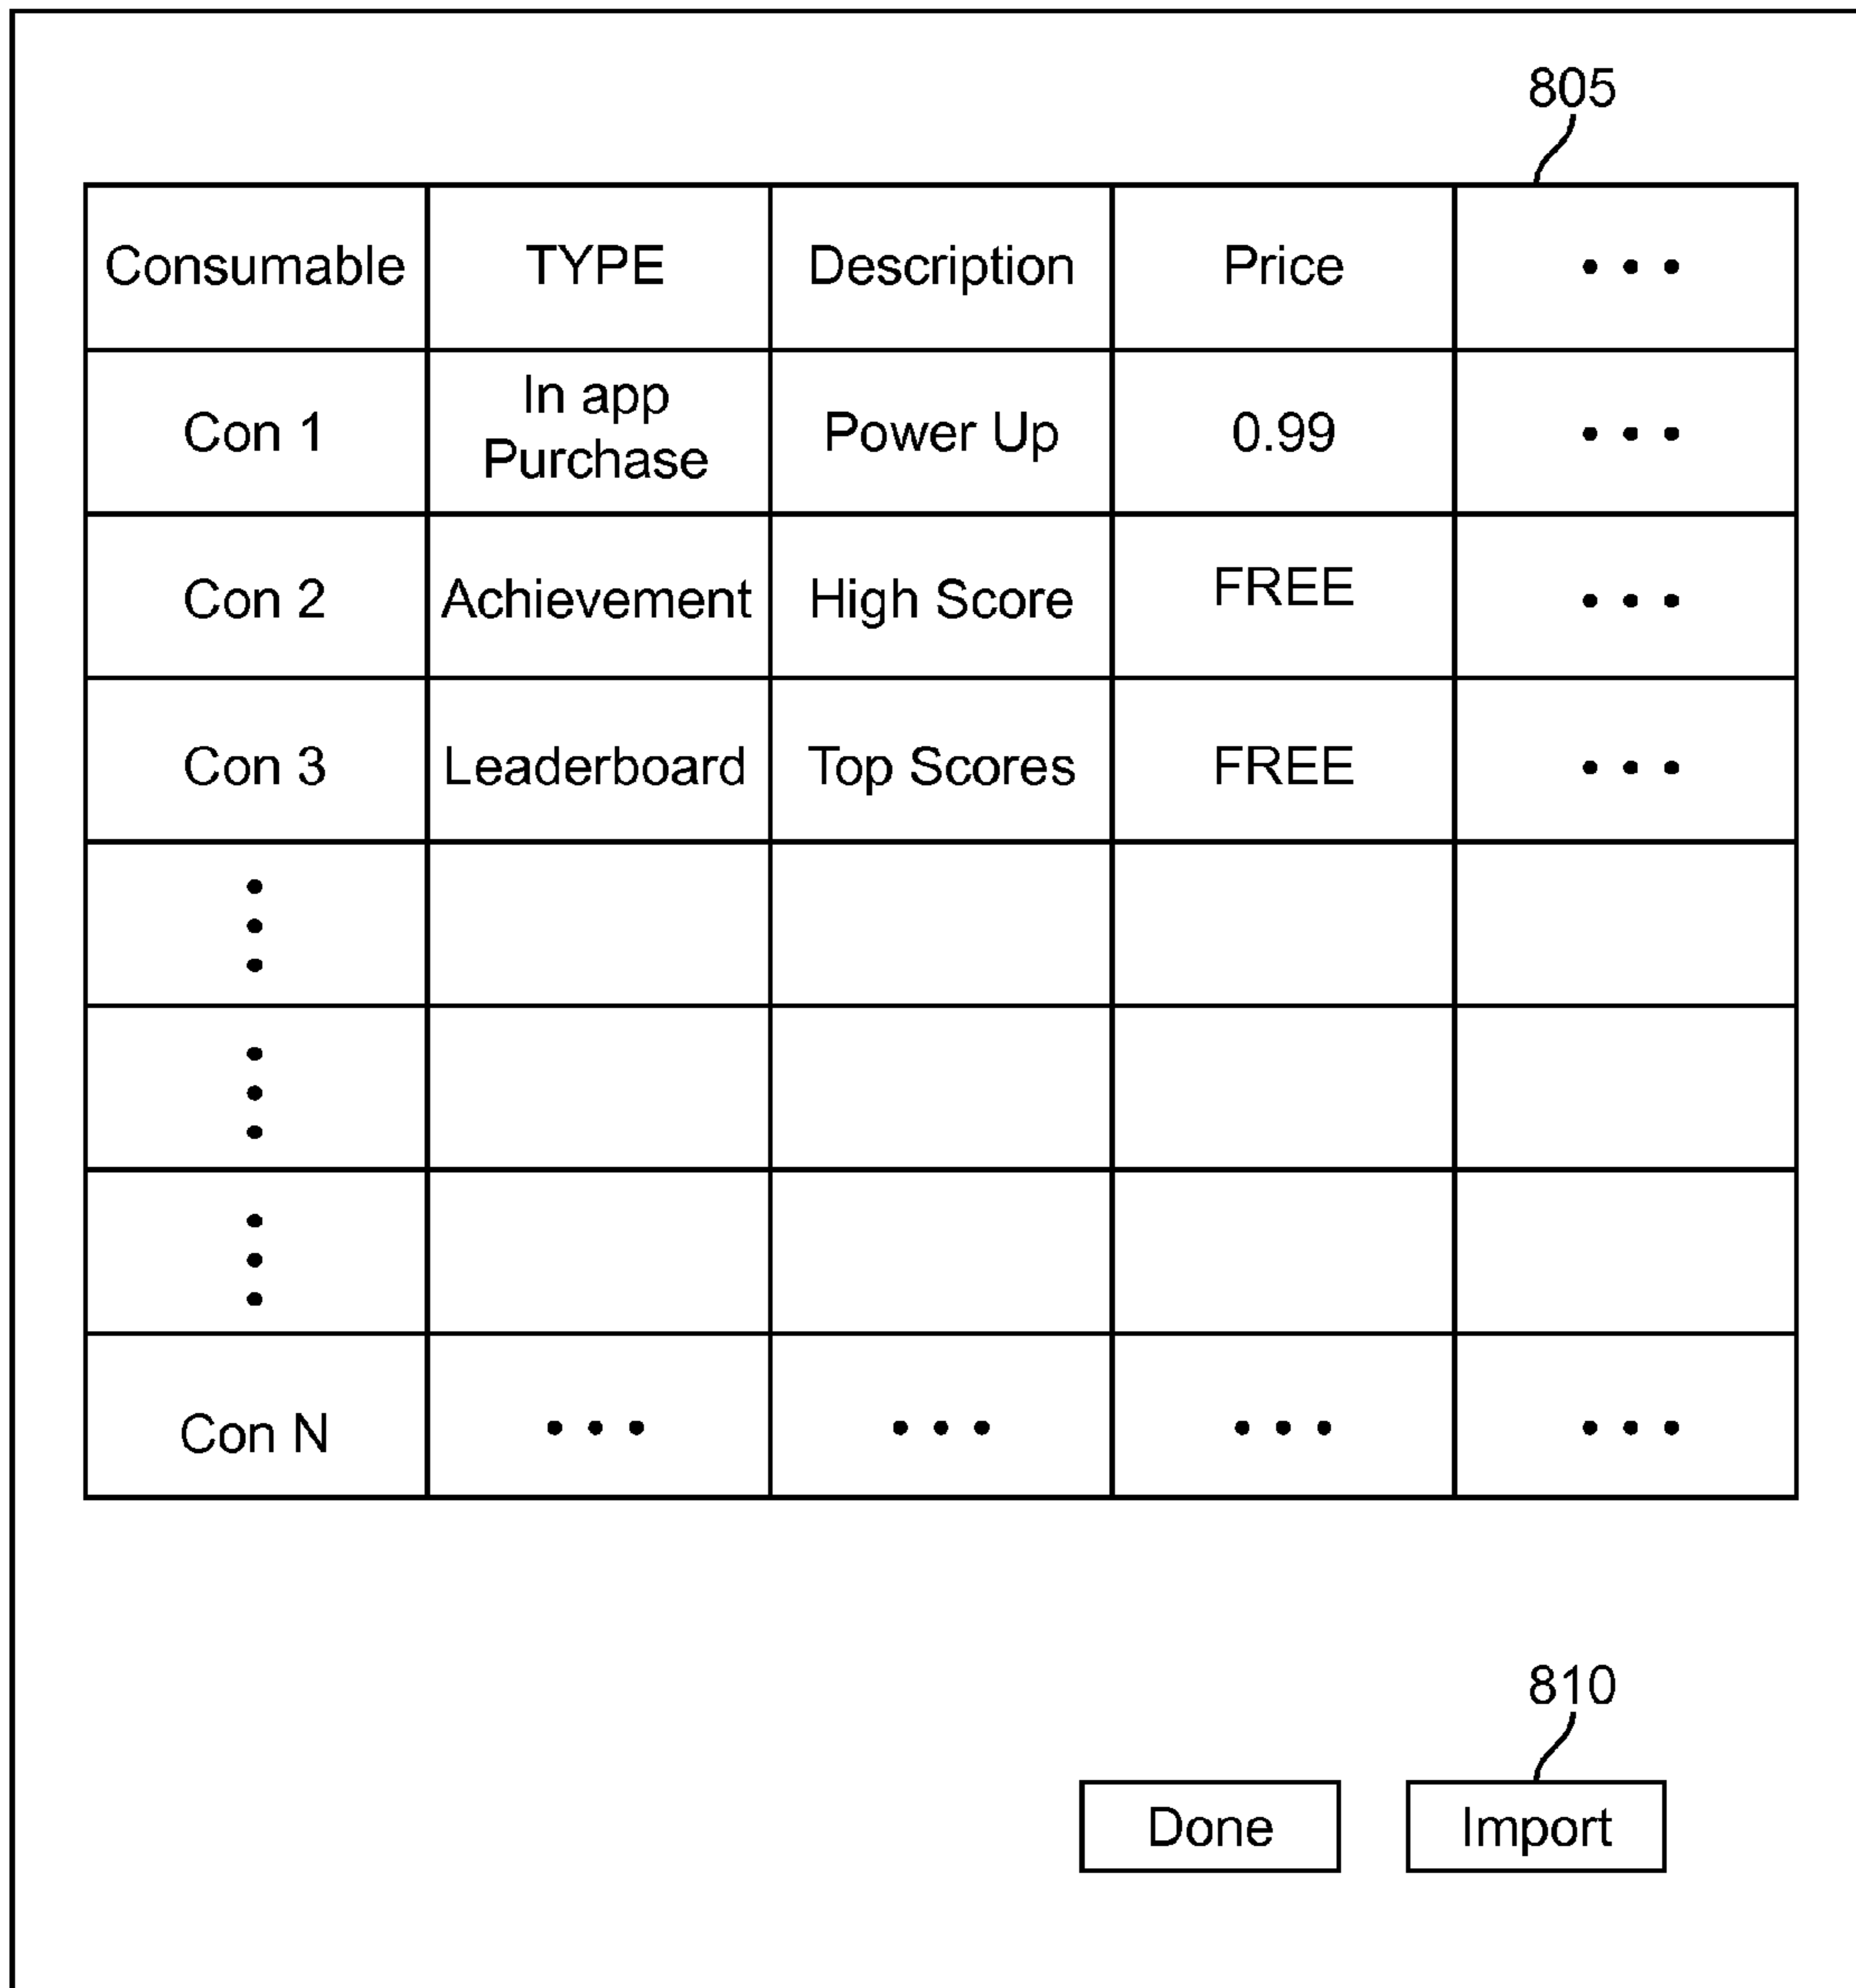 805
Consumable TYPE Description Price • • •
Con 1 In app Purchase Power Up 0.99 • • •
Con 2 Achievement High Score FREE • • •
Con 3 Leaderboard Top Scores FREE • • •
Con N • • • • • • • • • • • •
810
Done Import